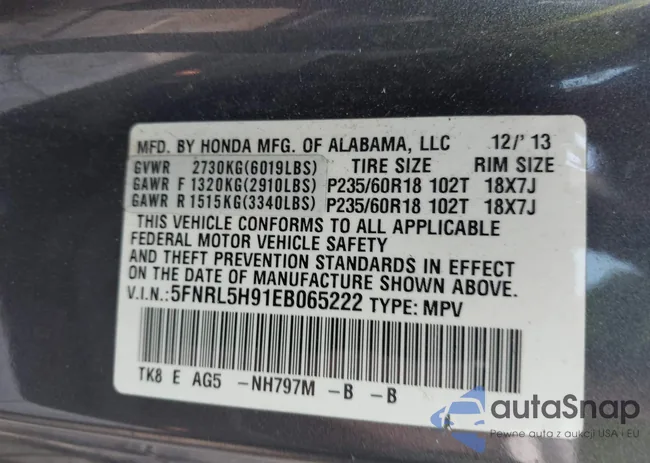 MFD. BY HONDA MFG. OF ALABAMA, LLC 12/'13
GVWR 2730KG(6019LBS) TIRE SIZE RIM SIZE
GAWR F 1320KG(2910LBS) P235/60R18 102T 18X7J
GAWR R 1515KG(3340LBS) P235/60R18 102T 18X7J
THIS VEHICLE CONFORMS TO ALL APPLICABLE
FEDERAL MOTOR VEHICLE SAFETY
AND THEFT PREVENTION STANDARDS IN EFFECT
ON THE DATE OF MANUFACTURE SHOWN ABOVE.
V.I.N.:5FNRL5H91EB065222 TYPE: MPV
TK8 E AG5 -NH797M -B -B
autoSnap
Pewne auta z aukcji USA i EU